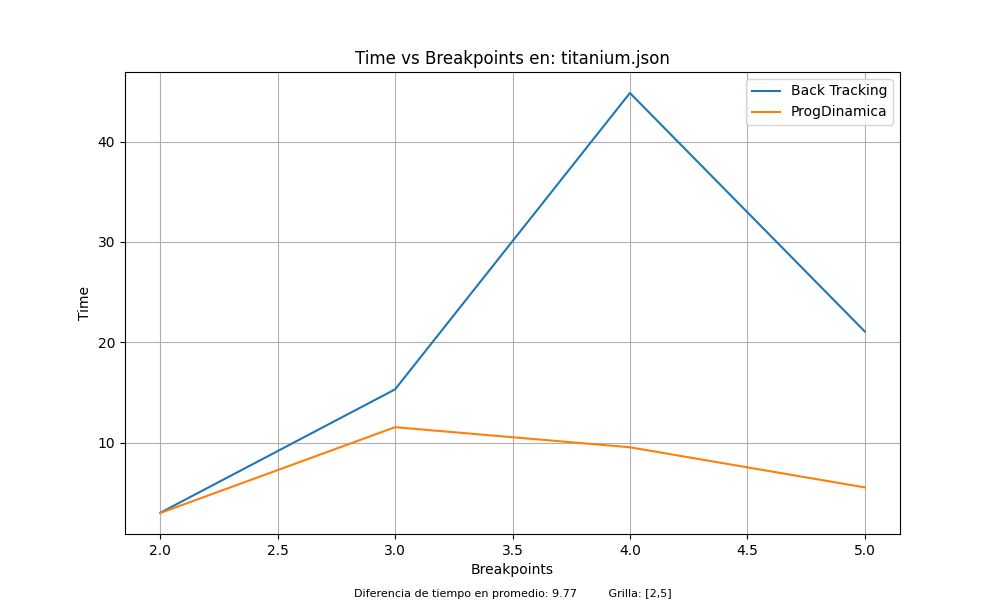 Time vs Breakpoints en: titanium.json
Back Tracking
ProgDinamica
40
30
20
10
Time
2.0 2.5 3.0 3.5 4.0 4.5 5.0
Breakpoints
Diferencia de tiempo en promedio: 9.77 Grilla: [2,5]